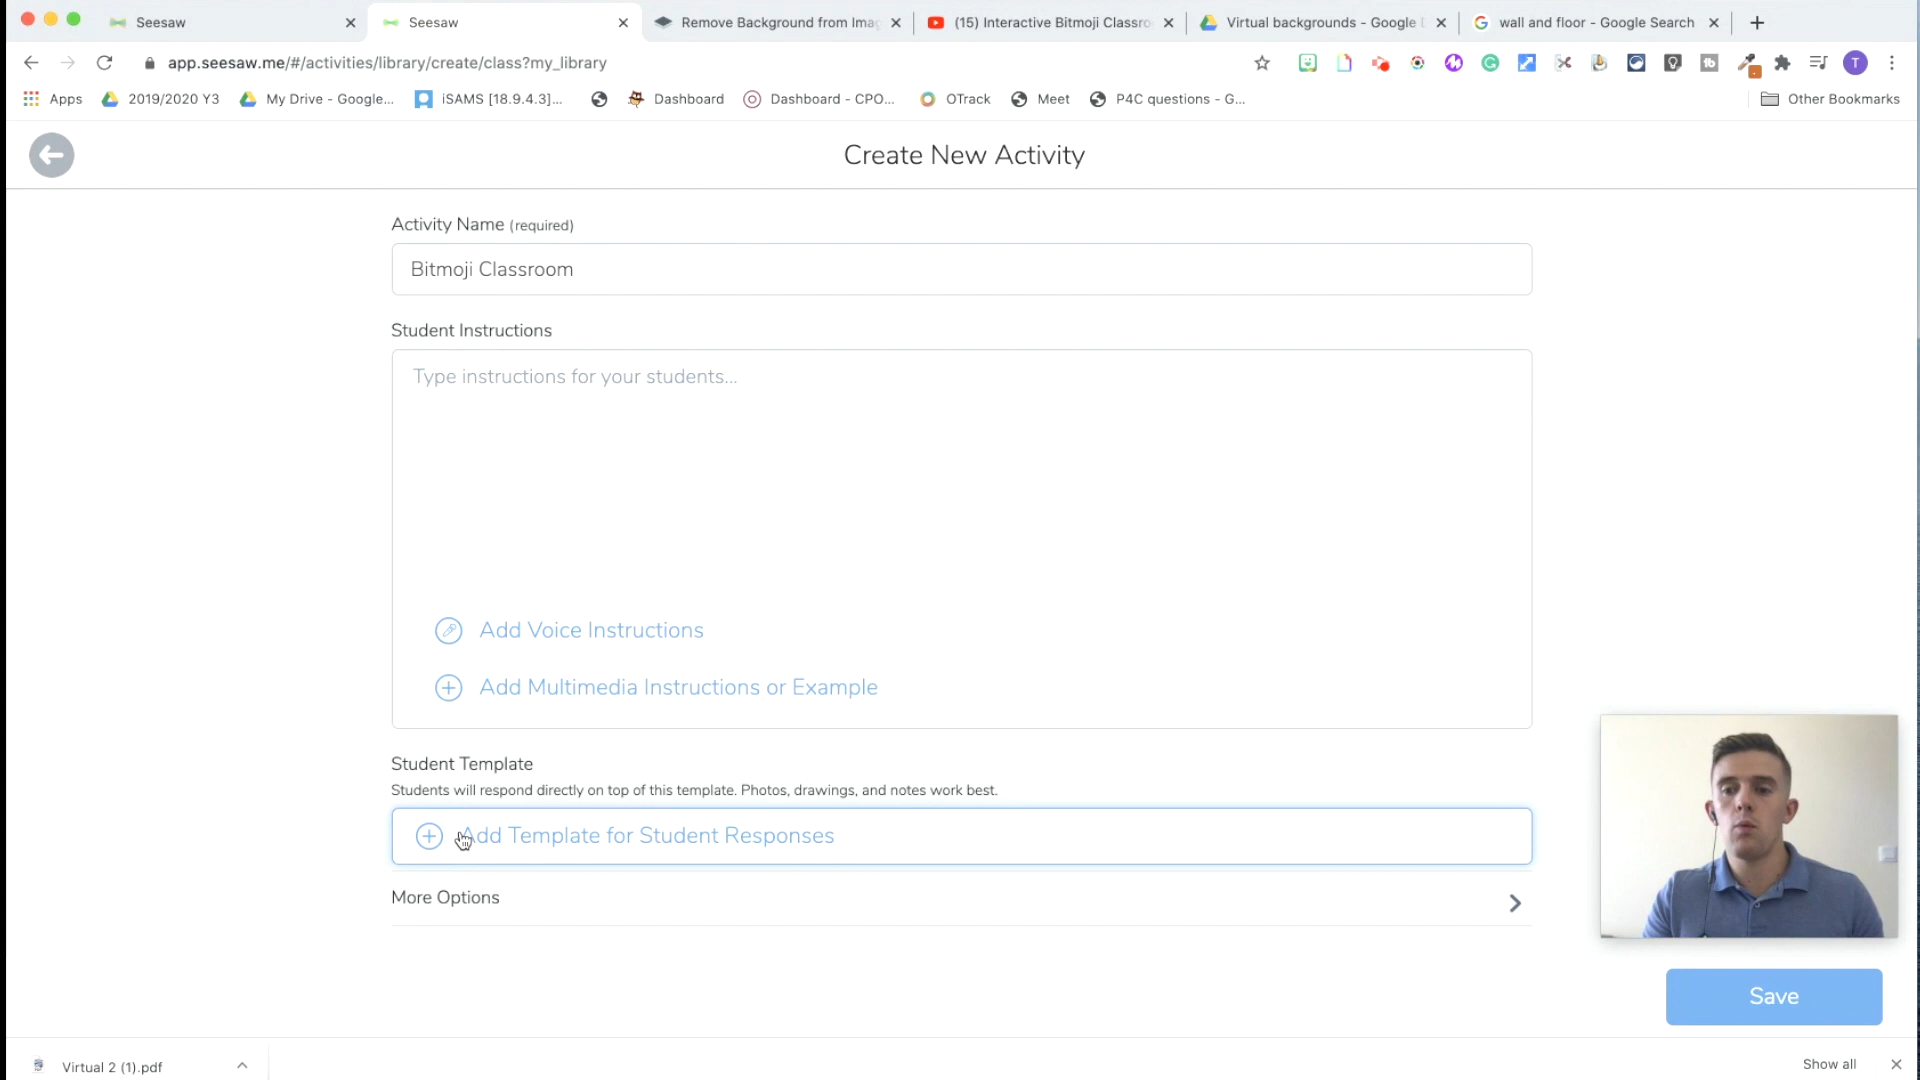 Seesaw
Seesaw
Remove Background from Imag
(15) Interactive Bitmoji Classro
Virtual backgrounds - Google D
wall and floor - Google Search
app.seesaw.me/#/activities/library/create/class?my_library
T
Apps
2019/2020 Y3
My Drive - Google...
iSAMS [18.9.4.3]...
Dashboard
Dashboard - CPO...
OTrack
Meet
P4C questions - G...
Other Bookmarks
Create New Activity
Activity Name (required)
Bitmoji Classroom
Student Instructions
Type instructions for your students...
Add Voice Instructions
Add Multimedia Instructions or Example
Student Template
Students will respond directly on top of this template. Photos, drawings, and notes work best.
Add Template for Student Responses
More Options
Save
Virtual 2 (1).pdf
Show all